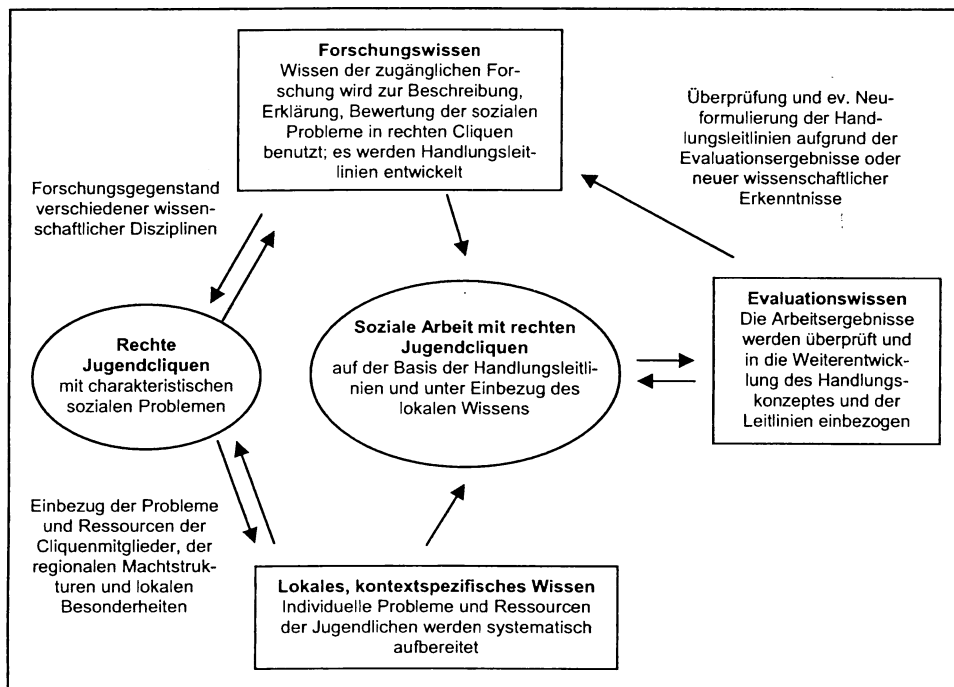 Forschungswissen
Wissen der zugänglichen For-
schung wird zur Beschreibung,
Erklärung, Bewertung der sozialen
Probleme in rechten Cliquen
benutzt; es werden Handlungsleit-
linien entwickelt
Überprüfung und ev. Neu-
formulierung der Hand-
lungsleitlinien aufgrund der
Evaluationsergebnisse oder
neuer wissenschaftlicher
Erkenntnisse
Forschungsgegenstand
verschiedener wissen-
schaftlicher Disziplinen
Rechte
Jugendcliquen
mit charakteristischen
sozialen Problemen
Soziale Arbeit mit rechten
Jugendcliquen
auf der Basis der Handlungsleitli-
nien und unter Einbezug des
lokalen Wissens
Evaluationswissen
Die Arbeitsergebnisse
werden überprüft und
in die Weiterentwick-
lung des Handlungs-
konzeptes und der
Leitlinien einbezogen
Einbezug der Probleme
und Ressourcen der
Cliquenmitglieder, der
regionalen Machtstruk-
turen und lokalen
Besonderheiten
Lokales, kontextspezifisches Wissen
Individuelle Probleme und Ressourcen
der Jugendlichen werden systematisch
aufbereitet